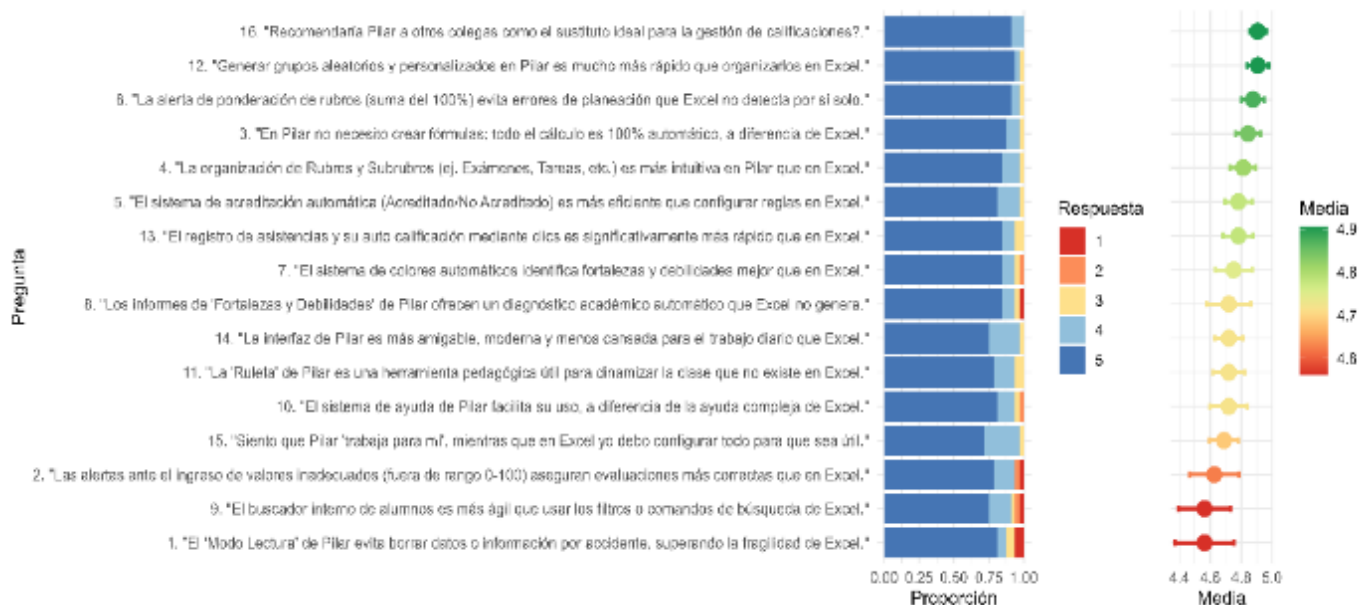 16. "Recomendaría Pilar a otros colegas como el sustituto ideal para la gestión de calificaciones?."
12. "Generar grupos aleatorios y personalizados en Pilar es mucho más rápido que organizarlos en Excel."
6. "La alerta de ponderación de rubros (suma del 100%) evita errores de planeación que Excel no detecta por si solo."
3. "En Pilar no necesito crear fórmulas; todo el cálculo es 100% automático, a diferencia de Excel."
4. "La organización de Rubros y Subrubros (ej. Exámenes, Tareas, etc.) es más intuitiva en Pilar que en Excel."
5. "El sistema de acreditación automática (Acreditado/No Acreditado) es más eficiente que configurar reglas en Excel."
13. "El registro de asistencias y su auto calificación mediante clics es significativamente más rápido que en Excel."
7. "El sistema de colores automáticos identifica fortalezas y debilidades mejor que en Excel."
8. "Los informes de 'Fortalezas y Debilidades' de Pilar ofrecen un diagnóstico académico automático que Excel no genera."
14. "La interfaz de Pilar es más amigable, moderna y menos cansada para el trabajo diario que Excel."
11. "La 'Ruleta' de Pilar es una herramienta pedagógica útil para dinamizar la clase que no existe en Excel."
10. "El sistema de ayuda de Pilar facilita su uso, a diferencia de la ayuda compleja de Excel."
15. "Siento que Pilar 'trabaja para mí', mientras que en Excel yo debo configurar todo para que sea útil."
2. "Las alertas ante el ingreso de valores inadecuados (fuera de rango 0-100) aseguran evaluaciones más correctas que en Excel."
9. "El buscador interno de alumnos es más ágil que usar los filtros o comandos de búsqueda de Excel."
1. "El 'Modo Lectura' de Pilar evita borrar datos o información por accidente, superando la fragilidad de Excel."
Pregunta
0.00 0.25 0.50 0.75 1.00
Proporción
Respuesta
1
2
3
4
5
4.4 4.6 4.8 5.0
Media
Media
4.9
4.8
4.7
4.6